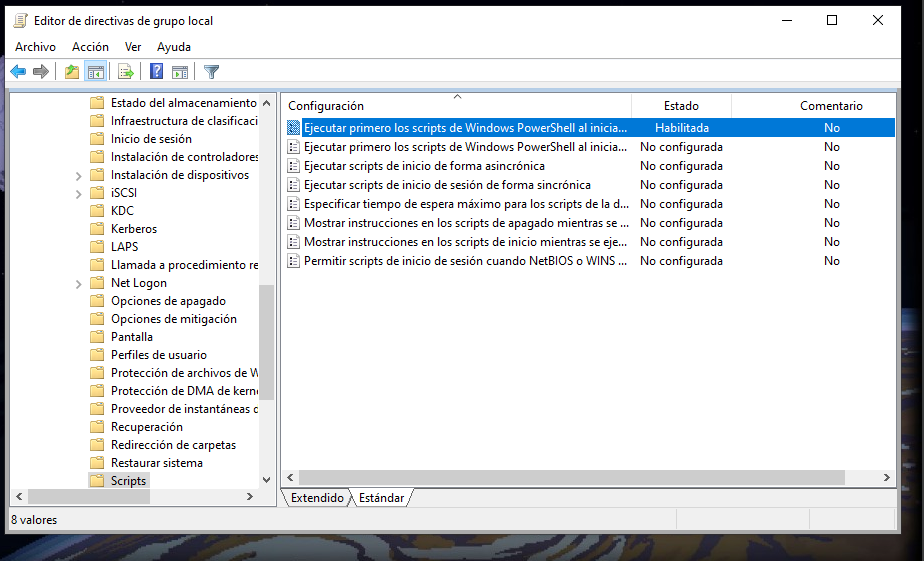 Editor de directivas de grupo local
Archivo Acción Ver Ayuda
Estado del almacenamiento
Infraestructura de clasificaci
Inicio de sesión
Instalación de controladores
Instalación de dispositivos
iSCSI
KDC
Kerberos
LAPS
Llamada a procedimiento re
Net Logon
Opciones de apagado
Opciones de mitigación
Pantalla
Perfiles de usuario
Protección de archivos de W
Protección de DMA de kerne
Proveedor de instantáneas d
Recuperación
Redirección de carpetas
Restaurar sistema
Scripts
Configuración Estado Comentario
Ejecutar primero los scripts de Windows PowerShell al inicia... Habilitada No
Ejecutar primero los scripts de Windows PowerShell al inicia... No configurada No
Ejecutar scripts de inicio de forma asincrónica No configurada No
Ejecutar scripts de inicio de sesión de forma sincrónica No configurada No
Especificar tiempo de espera máximo para los scripts de la d... No configurada No
Mostrar instrucciones en los scripts de apagado mientras se ... No configurada No
Mostrar instrucciones en los scripts de inicio mientras se eje... No configurada No
Permitir scripts de inicio de sesión cuando NetBIOS o WINS ... No configurada No
Extendido Estándar
8 valores